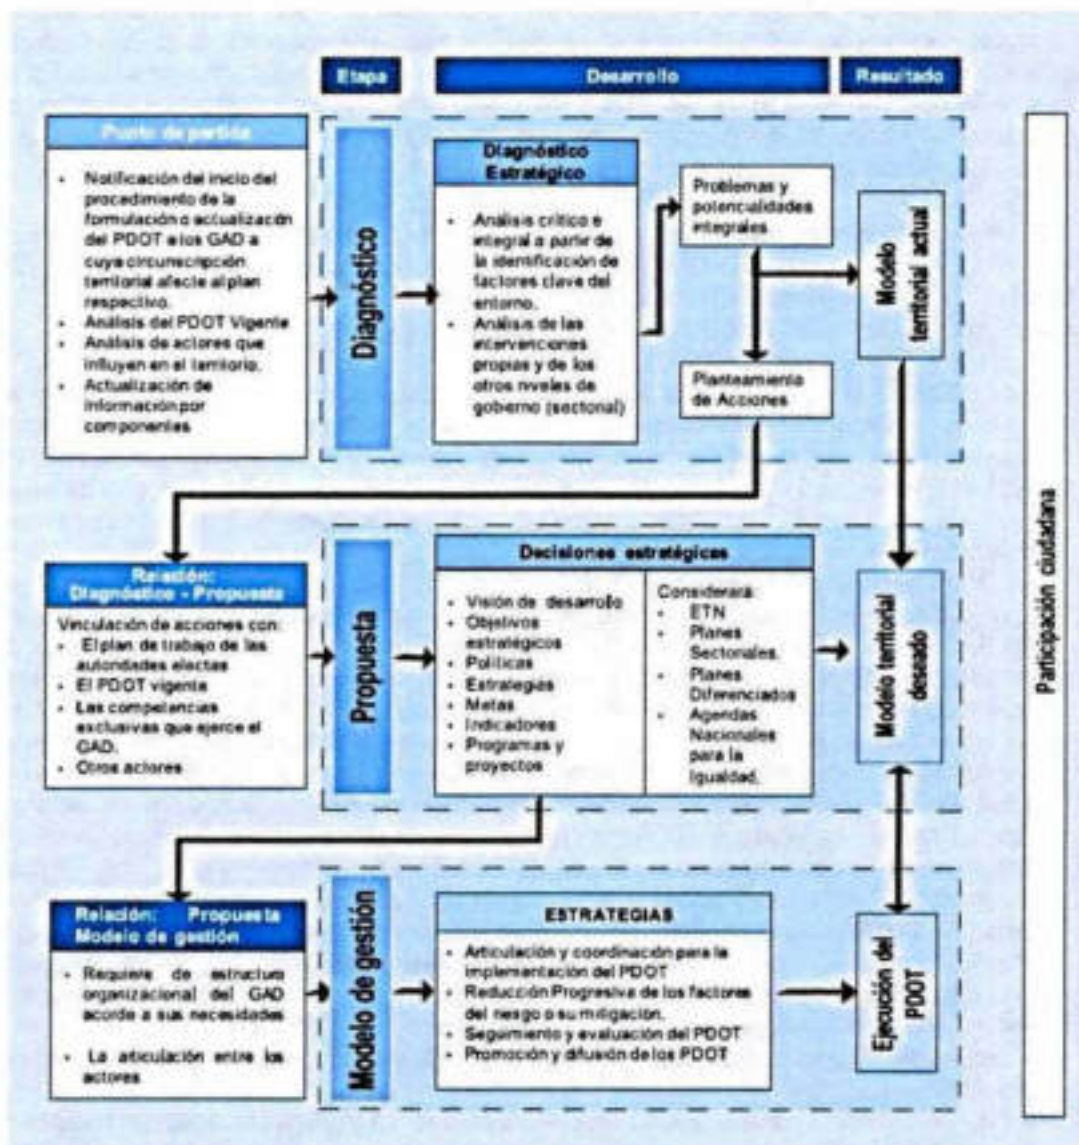 Etapa
Desarrollo
Resultado
Punto de partida
• Notificación del inicio del
procedimiento de la
formulación o actualización
del PDOT a los GAD a
cuya circunscripción
territorial afecte al plan
respectivo.
• Análisis del PDOT Vigente
• Análisis de actores que
influyen en el territorio.
• Actualización de
información por
componentes
Diagnóstico
Diagnóstico
Estratégico
• Análisis crítico e
integral a partir de
la identificación de
factores clave del
entorno.
• Análisis de las
intervenciones
propias y de los
otros niveles de
gobierno (sectorial)
Problemas y
potencialidades
integrales.
Planteamiento
de Acciones
Modelo
territorial actual
Relación:
Diagnóstico - Propuesta
Vinculación de acciones con:
• El plan de trabajo de las
autoridades electas
• El PDOT vigente
• Las competencias
exclusivas que ejerce el
GAD.
• Otros actores
Propuesta
Decisiones estratégicas
• Visión de desarrollo
• Objetivos
estratégicos
• Políticas
• Estrategias
• Metas
• Indicadores
• Programas y
proyectos
Considerará:
• ETN
• Planes
Sectoriales.
• Planes
Diferenciados
• Agendas
Nacionales
para la
Igualdad.
Modelo territorial
deseado
Relación: Propuesta
Modelo de gestión
• Requiere de estructura
organizacional del GAD
acorde a sus necesidades
• La articulación entre los
actores
Modelo de gestión
ESTRATEGIAS
• Articulación y coordinación para la
implementación del PDOT
• Reducción Progresiva de los factores
del riesgo o su mitigación.
• Seguimiento y evaluación del PDOT
• Promoción y difusión de los PDOT
Ejecución del
PDOT
Participación ciudadana